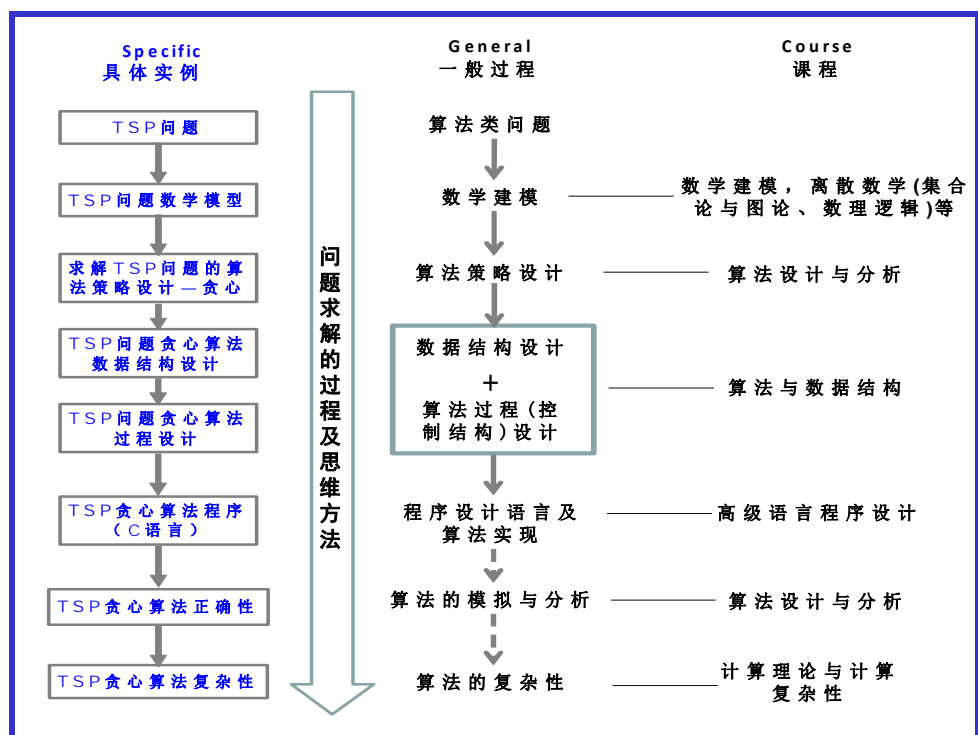 Specific
具体实例
TSP问题
TSP问题数学模型
求解TSP问题的算
法策略设计—贪心
TSP问题贪心算法
数据结构设计
TSP问题贪心算法
过程设计
TSP贪心算法程序
(C语言)
TSP贪心算法正确性
TSP贪心算法复杂性
问题求解的过程及思维方法
General
一般过程
算法类问题
数学建模
算法策略设计
数据结构设计
+
算法过程(控
制结构)设计
程序设计语言及
算法实现
算法的模拟与分析
算法的复杂性
Course
课程
数学建模,离散数学(集合
论与图论、数理逻辑)等
算法设计与分析
算法与数据结构
高级语言程序设计
算法设计与分析
计算理论与计算
复杂性